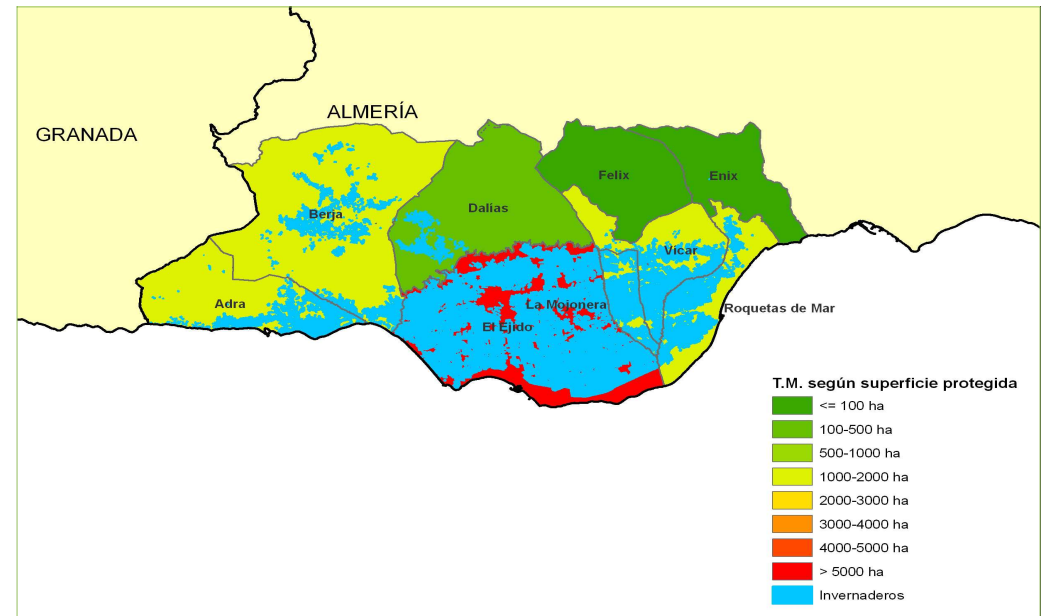 ALMERÍA
GRANADA
Felix
Enix
Berja
Dalias
Vicar
Adra
La Mojonera
Roquetas de Mar
El Ejido
T.M. según superficie protegida
<= 100 ha
100-500 ha
500-1000 ha
1000-2000 ha
2000-3000 ha
3000-4000 ha
4000-5000 ha
> 5000 ha
Invernaderos